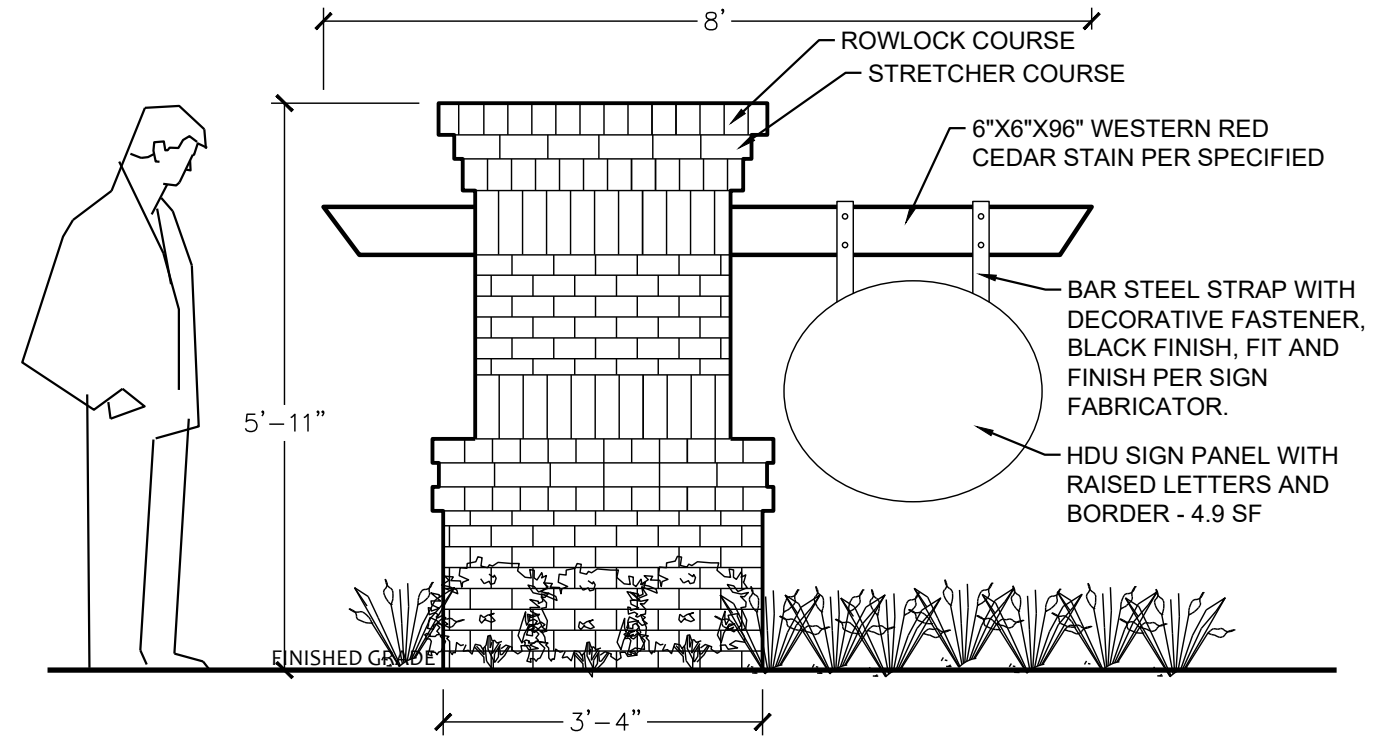 8'
ROWLOCK COURSE
STRETCHER COURSE
6"X6"X96" WESTERN RED
CEDAR STAIN PER SPECIFIED
BAR STEEL STRAP WITH
DECORATIVE FASTENER,
BLACK FINISH, FIT AND
FINISH PER SIGN
FABRICATOR.
5'-11"
HDU SIGN PANEL WITH
RAISED LETTERS AND
BORDER - 4.9 SF
FINISHED GRADE
3'-4"